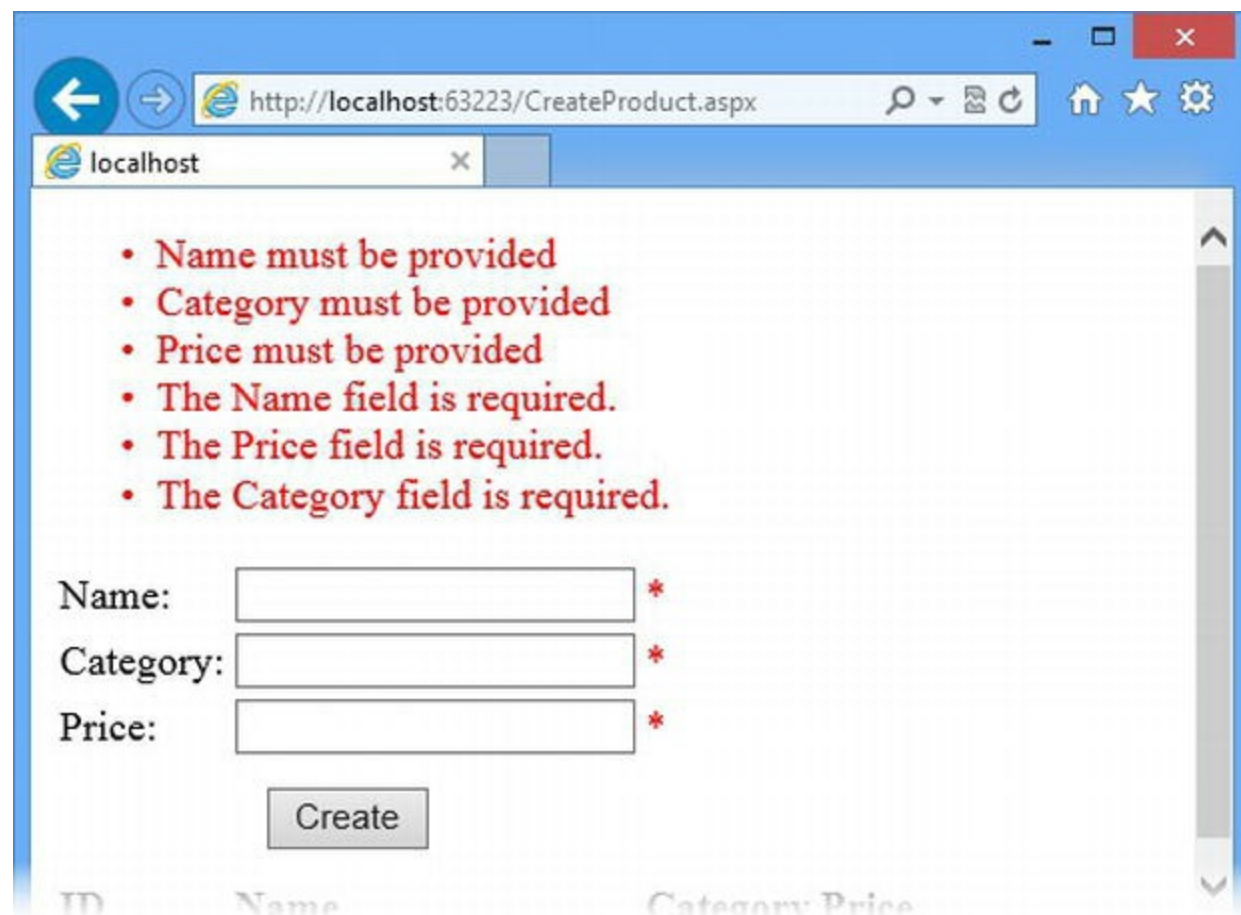 http://localhost:63223/CreateProduct.aspx
localhost
• Name must be provided
• Category must be provided
• Price must be provided
• The Name field is required.
• The Price field is required.
• The Category field is required.
Name: *
Category: *
Price: *
Create
ID Name Category Price